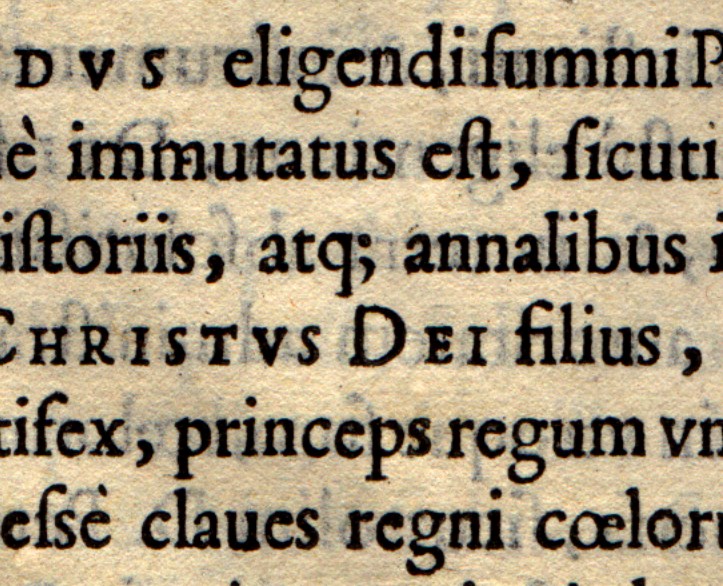 DVS eligendi ſummi P
è immutatus eſt, ſicuti
iſtoriis, atq; annalibus i
CHRISTVS DEI filius,
tifex, princeps regum vn
eſsè claues regni cœlor